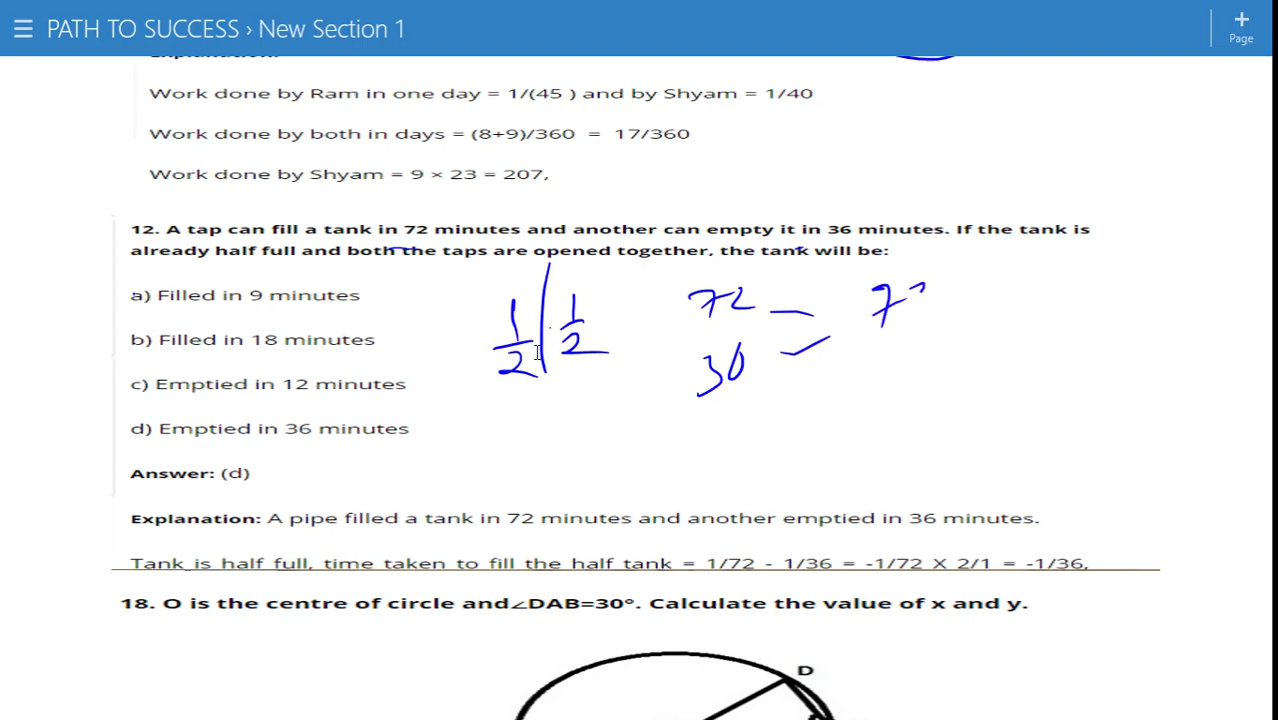 PATH TO SUCCESS › New Section 1
Page
Explanation:
Work done by Ram in one day = 1/(45 ) and by Shyam = 1/40
Work done by both in days = (8+9)/360 = 17/360
Work done by Shyam = 9 × 23 = 207,
12. A tap can fill a tank in 72 minutes and another can empty it in 36 minutes. If the tank is
already half full and both the taps are opened together, the tank will be:
a) Filled in 9 minutes
1/2 1/2 72
b) Filled in 18 minutes
30
c) Emptied in 12 minutes
d) Emptied in 36 minutes
Answer: (d)
Explanation: A pipe filled a tank in 72 minutes and another emptied in 36 minutes.
Tank is half full, time taken to fill the half tank = 1/72 - 1/36 = -1/72 X 2/1 = -1/36,
18. O is the centre of circle and∠DAB=30°. Calculate the value of x and y.
D